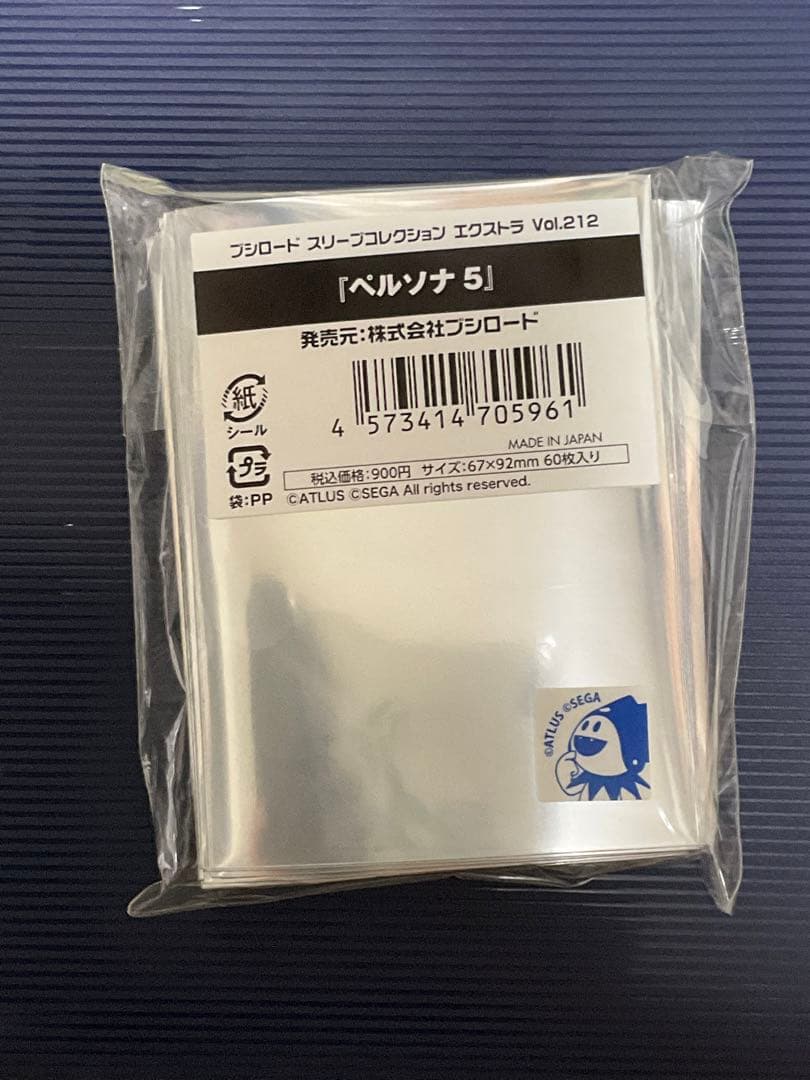 ブシロード スリーブコレクション エクストラ Vol.212
『ペルソナ5』
発売元:株式会社ブシロード
紙
シール
4 573414 705961
MADE IN JAPAN
プラ
袋:PP
税込価格:900円 サイズ:67×92mm 60枚入り
©ATLUS ©SEGA All rights reserved.
©ATLUS ©SEGA